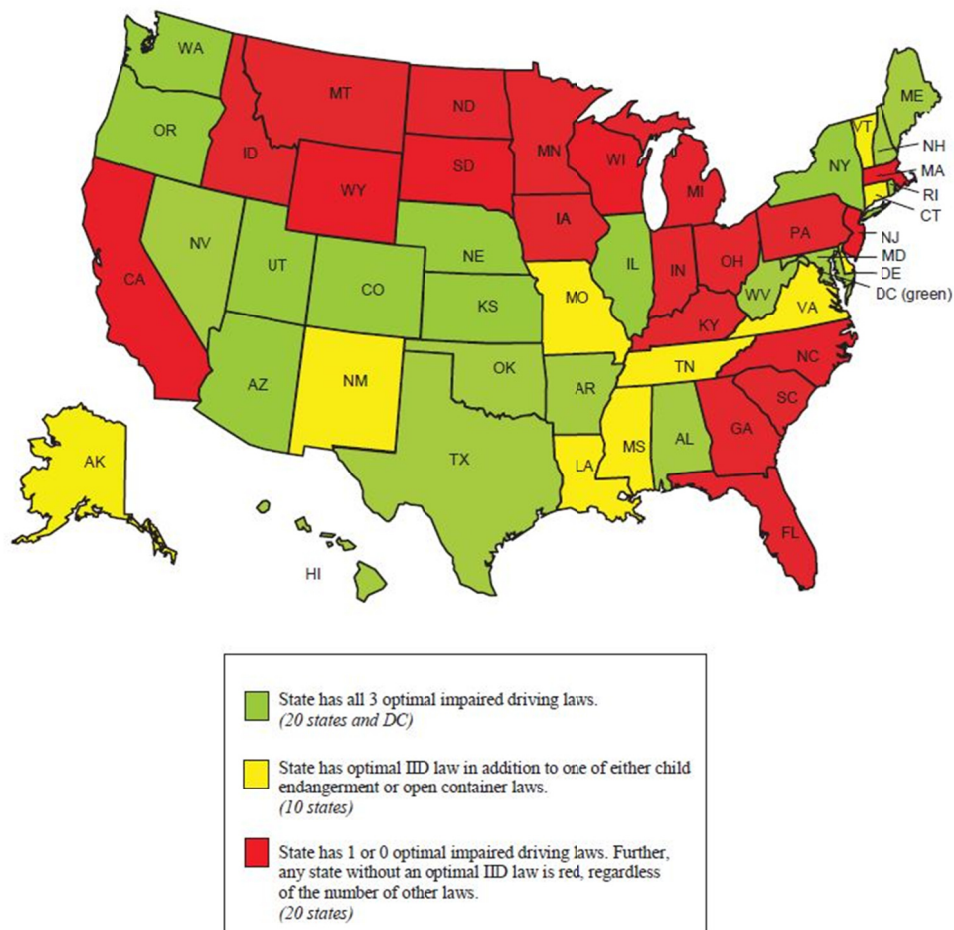 WA
MT
ND
ME
OR
VT
MN
ID
NH
SD
WI
NY
MA
WY
MI
RI
CT
IA
PA
NJ
NE
NV
OH
MD
IL
IN
UT
DE
CA
CO
WV
DC (green)
MO
VA
KS
KY
NC
TN
OK
AZ
NM
AR
SC
MS
AL
GA
TX
LA
AK
FL
HI
State has all 3 optimal impaired driving laws.
(20 states and DC)
State has optimal IID law in addition to one of either child
endangerment or open container laws.
(10 states)
State has 1 or 0 optimal impaired driving laws. Further,
any state without an optimal IID law is red, regardless
of the number of other laws.
(20 states)